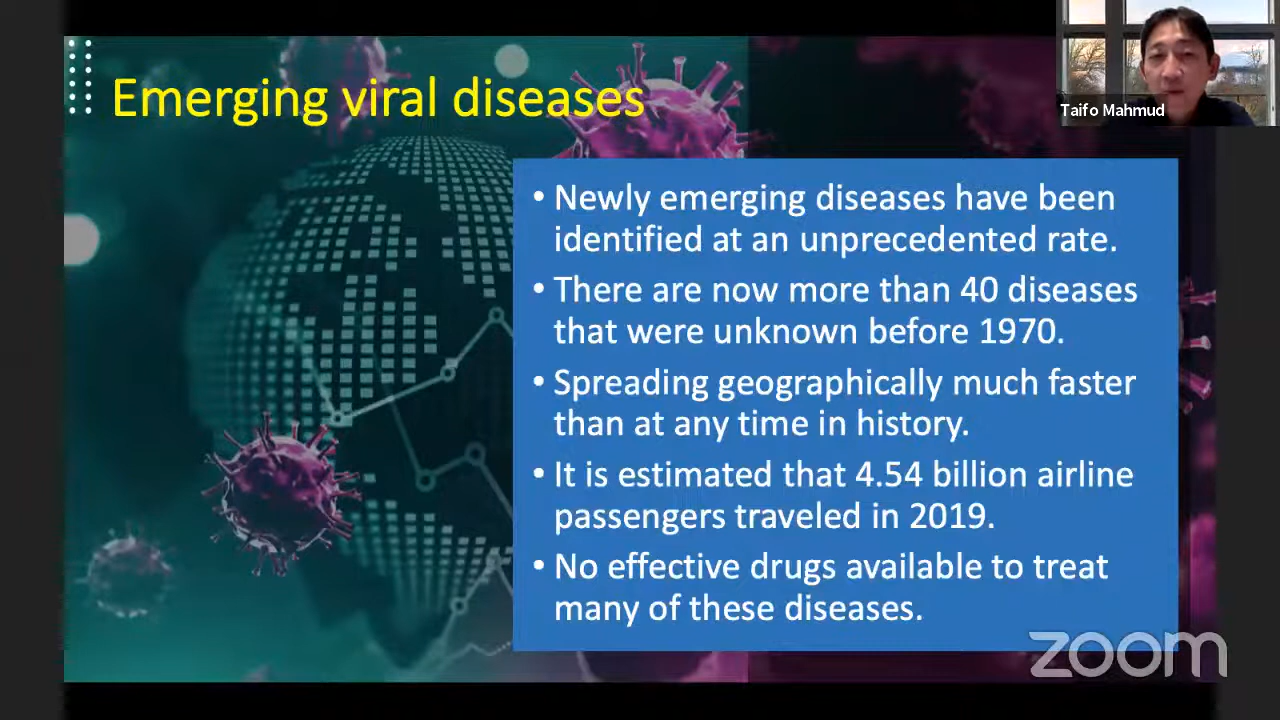 Emerging viral diseases
Taifo Mahmud
• Newly emerging diseases have been
identified at an unprecedented rate.
• There are now more than 40 diseases
that were unknown before 1970.
• Spreading geographically much faster
than at any time in history.
• It is estimated that 4.54 billion airline
passengers traveled in 2019.
• No effective drugs available to treat
many of these diseases.
zoom